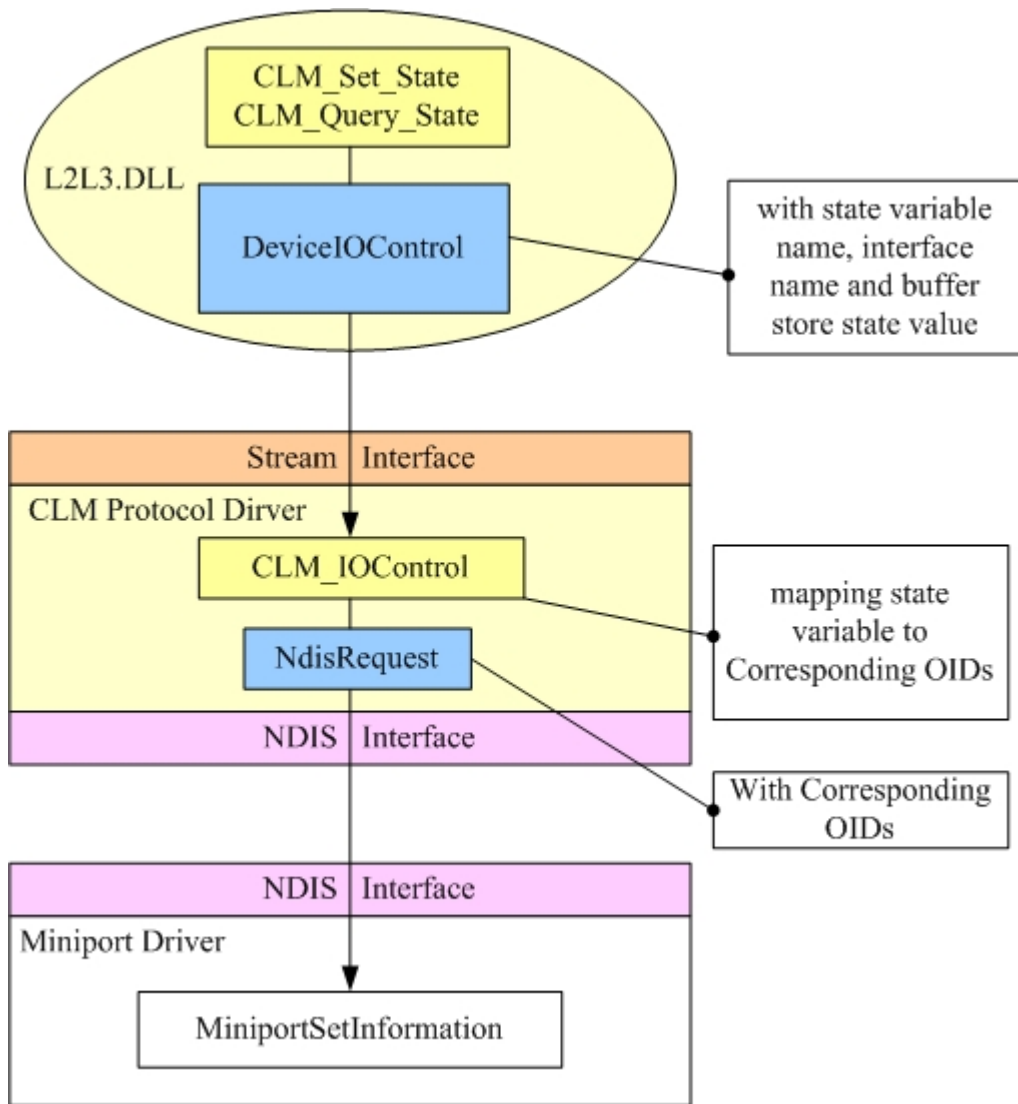 CLM_Set_State
CLM_Query_State
L2L3.DLL
DeviceIOControl
with state variable
name, interface
name and buffer
store state value
Stream Interface
CLM Protocol Dirver
CLM_IOControl
mapping state
variable to
Corresponding OIDs
NdisRequest
NDIS Interface
With Corresponding
OIDs
NDIS Interface
Miniport Driver
MiniportSetInformation